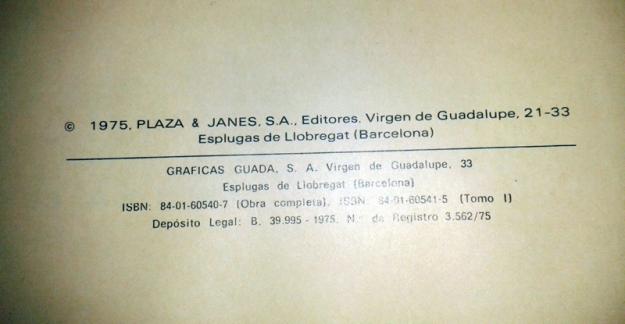 © 1975, PLAZA & JANES, S.A., Editores. Virgen de Guadalupe, 21-33
Esplugas de Llobregat (Barcelona)
GRAFICAS GUADA, S. A. Virgen de Guadalupe, 33
Esplugas de Llobregat (Barcelona)
ISBN: 84-01-60540-7 (Obra completa). ISBN: 84-01-60541-5 (Tomo I)
Depósito Legal: B. 39.995 - 1975. N.º de Registro 3.562/75